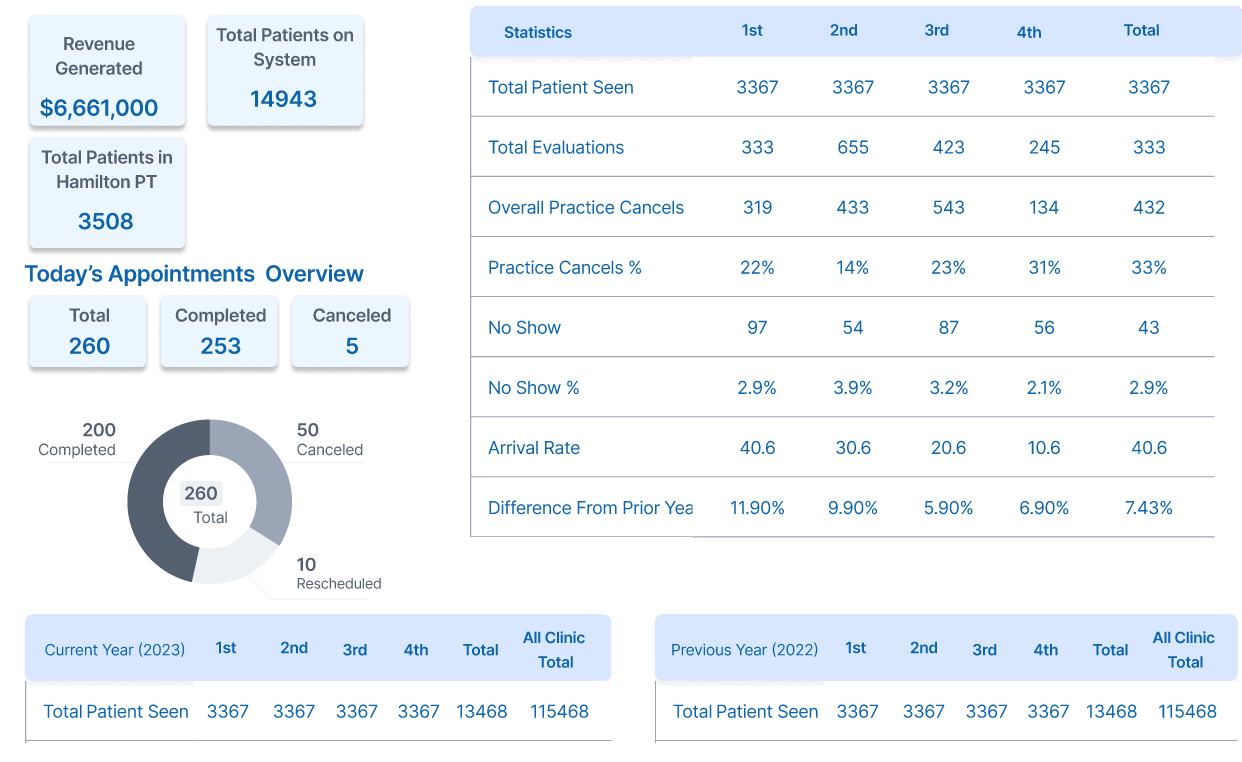 Revenue
Generated
$6,661,000
Total Patients on
System
14943
Total Patients in
Hamilton PT
3508
Today's Appointments Overview
Total
260
Completed
253
Canceled
5
200
Completed
50
Canceled
260
Total
10
Rescheduled
Statistics 1st 2nd 3rd 4th Total
Total Patient Seen 3367 3367 3367 3367 3367
Total Evaluations 333 655 423 245 333
Overall Practice Cancels 319 433 543 134 432
Practice Cancels % 22% 14% 23% 31% 33%
No Show 97 54 87 56 43
No Show % 2.9% 3.9% 3.2% 2.1% 2.9%
Arrival Rate 40.6 30.6 20.6 10.6 40.6
Difference From Prior Yea 11.90% 9.90% 5.90% 6.90% 7.43%
Current Year (2023) 1st 2nd 3rd 4th Total All Clinic
Total
Total Patient Seen 3367 3367 3367 3367 13468 115468
Previous Year (2022) 1st 2nd 3rd 4th Total All Clinic
Total
Total Patient Seen 3367 3367 3367 3367 13468 115468